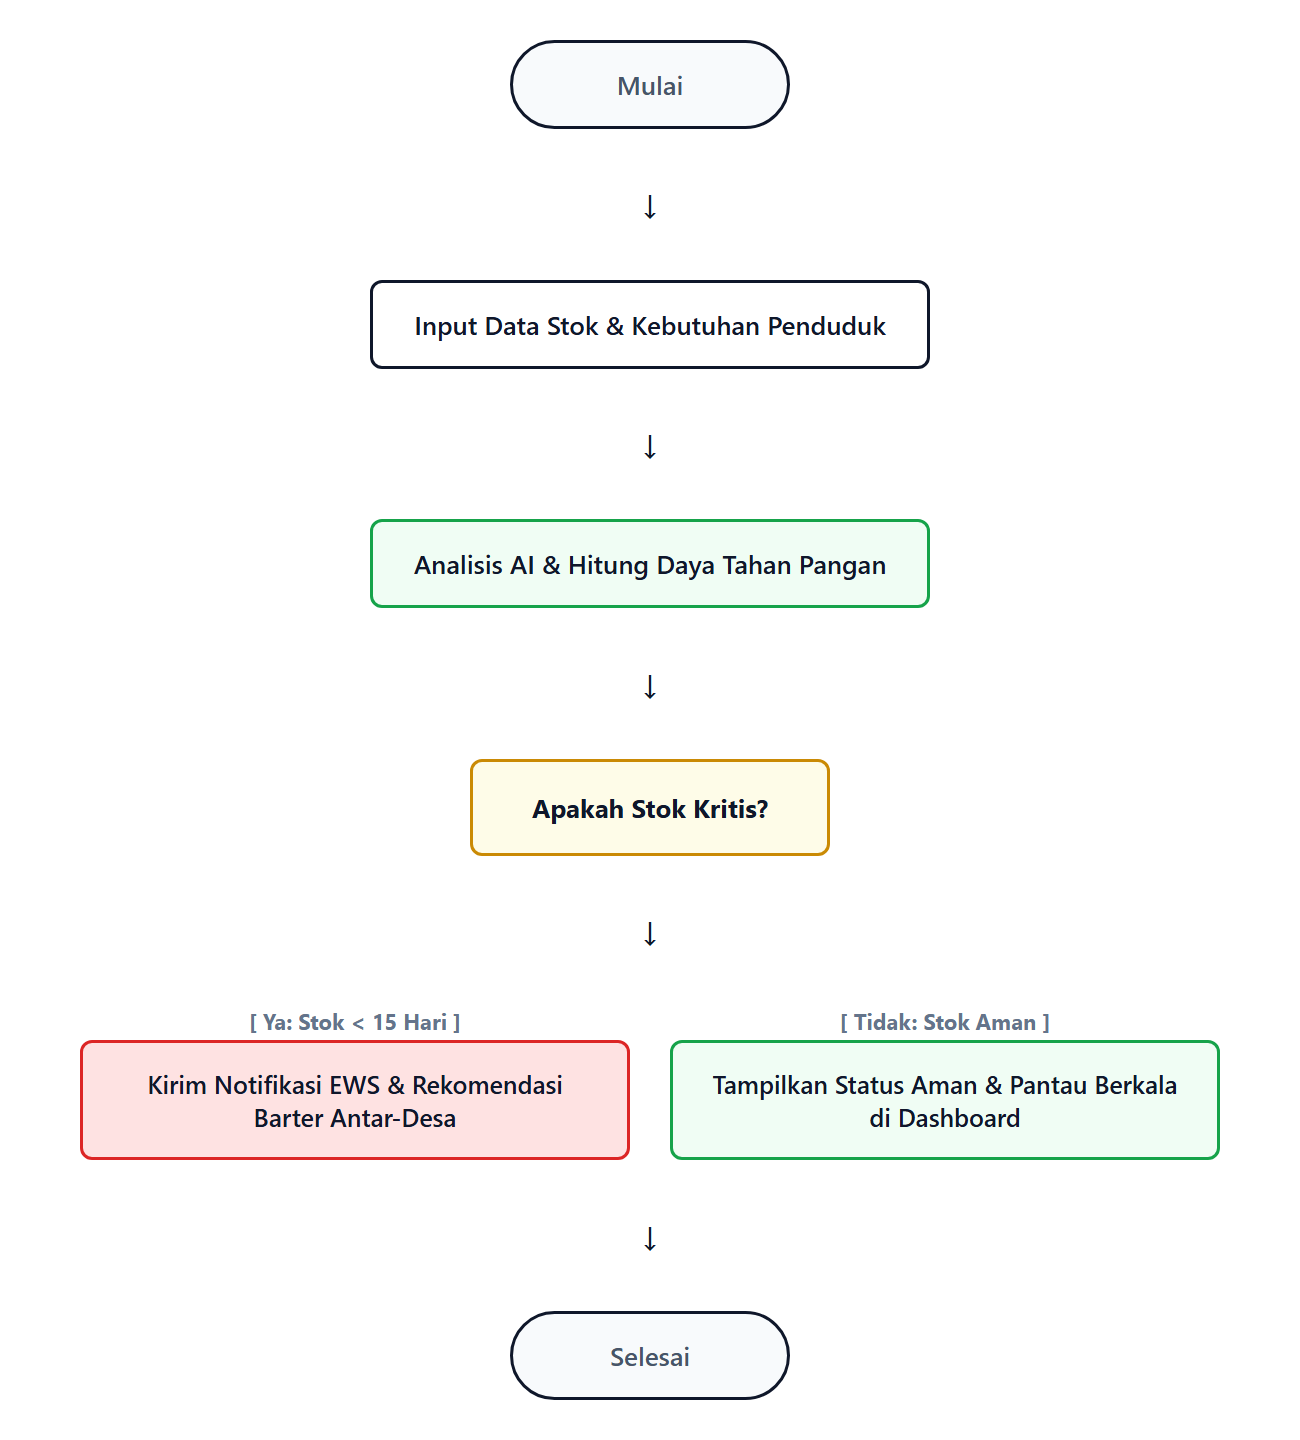 Mulai
↓
Input Data Stok & Kebutuhan Penduduk
↓
Analisis AI & Hitung Daya Tahan Pangan
↓
Apakah Stok Kritis?
↓
[ Ya: Stok < 15 Hari ]
Kirim Notifikasi EWS & Rekomendasi
Barter Antar-Desa
[ Tidak: Stok Aman ]
Tampilkan Status Aman & Pantau Berkala
di Dashboard
↓
Selesai